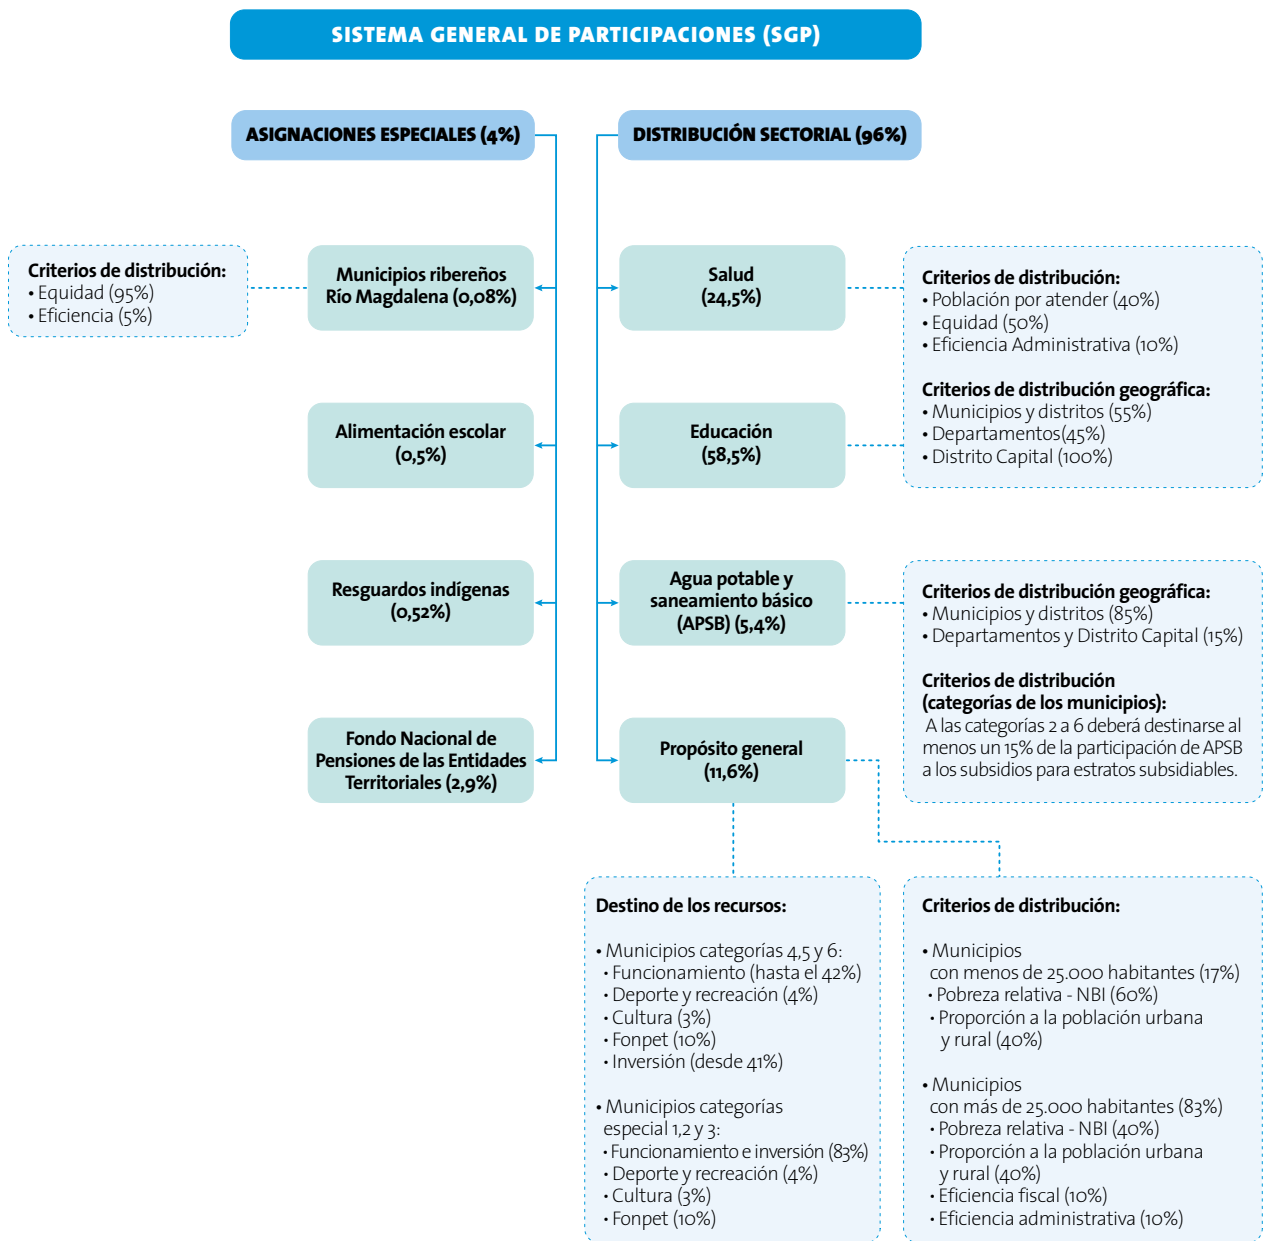 SISTEMA GENERAL DE PARTICIPACIONES (SGP)
ASIGNACIONES ESPECIALES (4%)
DISTRIBUCIÓN SECTORIAL (96%)
Criterios de distribución:
• Equidad (95%)
• Eficiencia (5%)
Municipios ribereños
Río Magdalena (0,08%)
Alimentación escolar
(0,5%)
Resguardos indígenas
(0,52%)
Fondo Nacional de
Pensiones de las Entidades
Territoriales (2,9%)
Salud
(24,5%)
Educación
(58,5%)
Agua potable y
saneamiento básico
(APSB) (5,4%)
Propósito general
(11,6%)
Criterios de distribución:
• Población por atender (40%)
• Equidad (50%)
• Eficiencia Administrativa (10%)
Criterios de distribución geográfica:
• Municipios y distritos (55%)
• Departamentos(45%)
• Distrito Capital (100%)
Criterios de distribución geográfica:
• Municipios y distritos (85%)
• Departamentos y Distrito Capital (15%)
Criterios de distribución
(categorías de los municipios):
A las categorías 2 a 6 deberá destinarse al
menos un 15% de la participación de APSB
a los subsidios para estratos subsidiables.
Destino de los recursos:
• Municipios categorías 4,5 y 6:
• Funcionamiento (hasta el 42%)
• Deporte y recreación (4%)
• Cultura (3%)
• Fonpet (10%)
• Inversión (desde 41%)
• Municipios categorías
especial 1,2 y 3:
• Funcionamiento e inversión (83%)
• Deporte y recreación (4%)
• Cultura (3%)
• Fonpet (10%)
Criterios de distribución:
• Municipios
con menos de 25.000 habitantes (17%)
• Pobreza relativa - NBI (60%)
• Proporción a la población urbana
y rural (40%)
• Municipios
con más de 25.000 habitantes (83%)
• Pobreza relativa - NBI (40%)
• Proporción a la población urbana
y rural (40%)
• Eficiencia fiscal (10%)
• Eficiencia administrativa (10%)